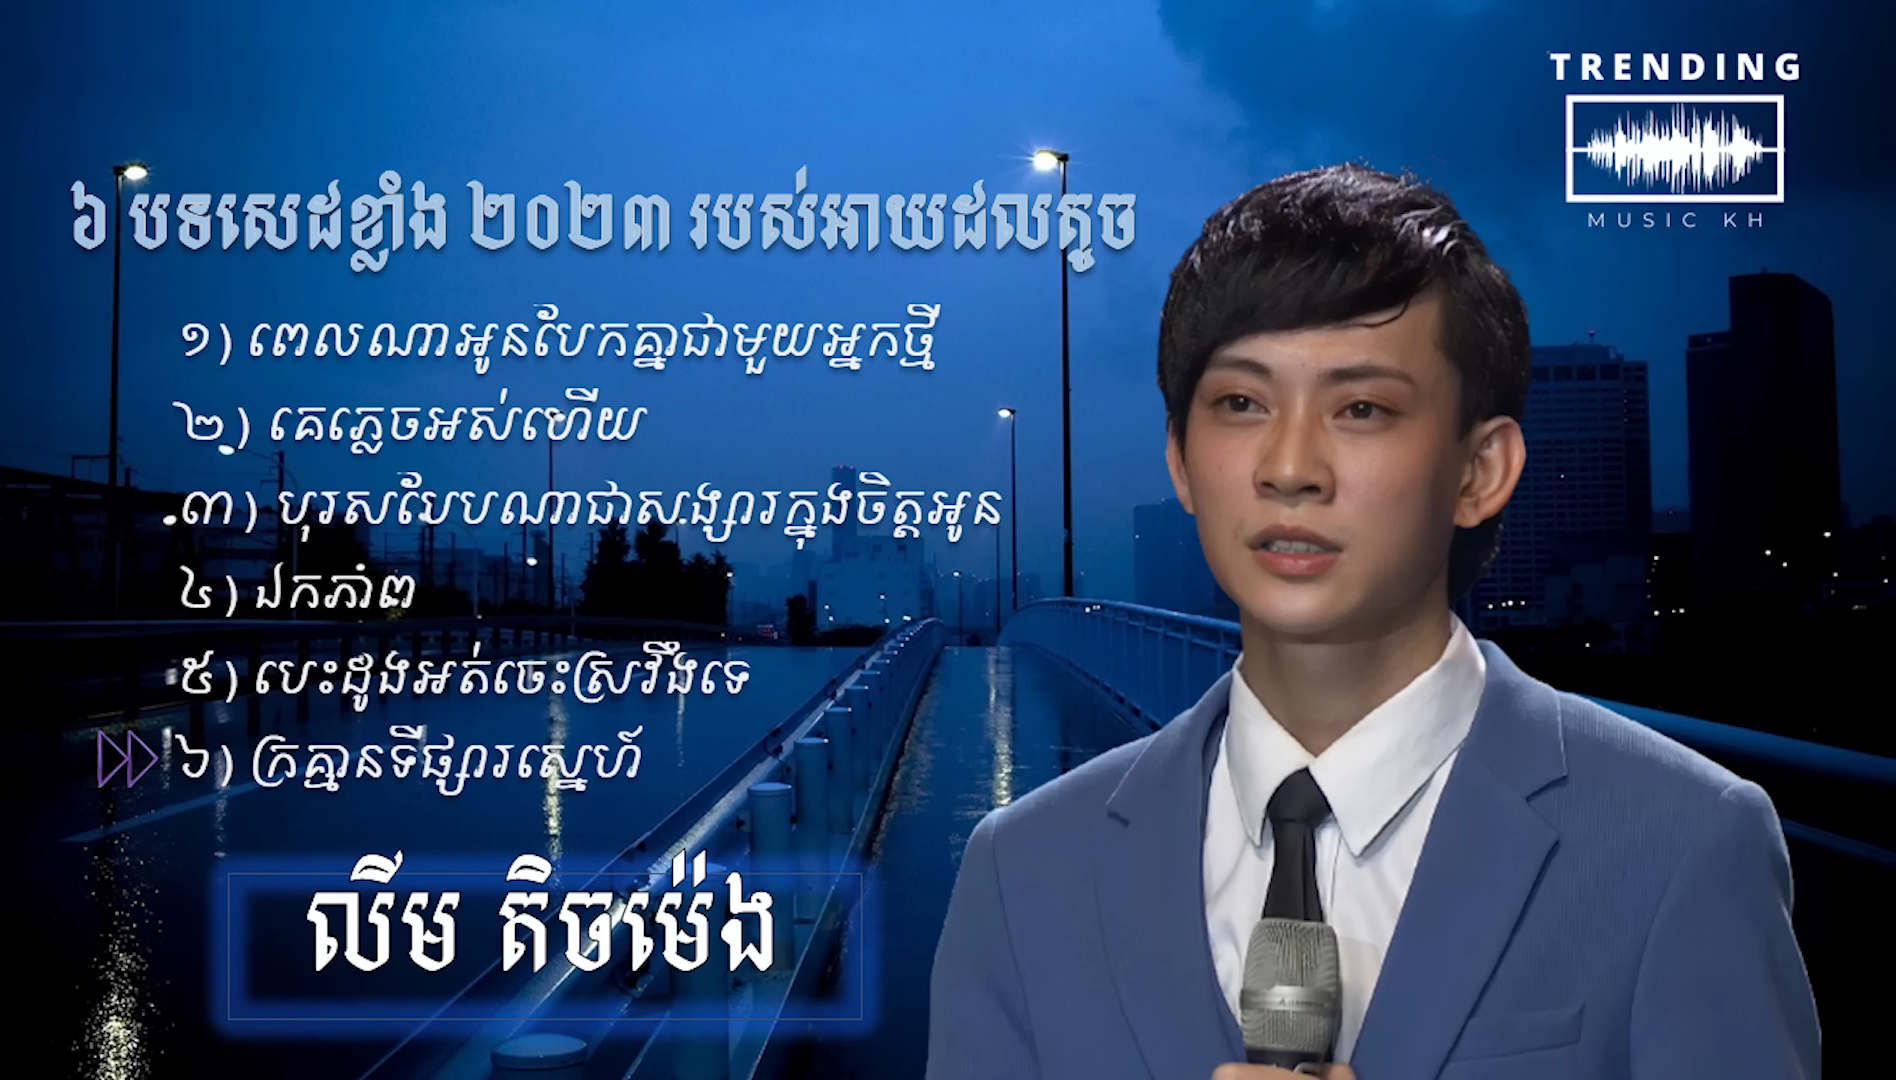 TRENDING
MUSIC KH
៦ បទសេដខ្លាំង ២០២៣ របស់អាយដលតូច
១) ពេលណាអូនបែកគ្នាជាមួយអ្នកថ្មី
២) គេភ្លេចអស់ហើយ
៣) បុរសបែបណាជាសង្សារក្នុងចិត្តអូន
៤) ឯកភាំព
៥) បេះដូងអត់ចេះស្រវឹងទេ
៦) ក្រគ្មានទីផ្សារស្នេហ៍
លីម តិចម៉េង